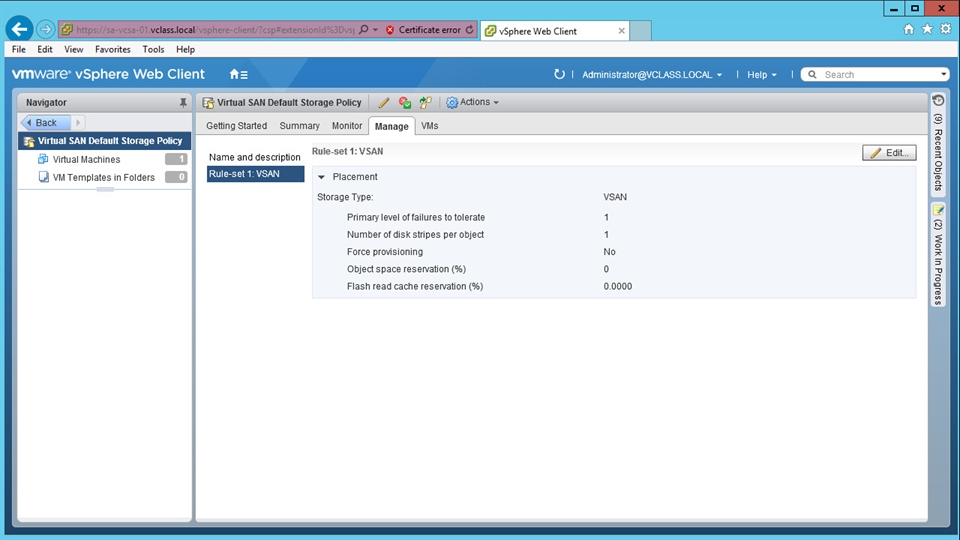 https://sa-vcsa-01.vclass.local/vsphere-client/?csp#extensionId%3Dvsp
Certificate error
vSphere Web Client
File Edit View Favorites Tools Help
vmware® vSphere Web Client
Administrator@VCLASS.LOCAL
Help
Search
Navigator
Back
Virtual SAN Default Storage Policy
Virtual Machines 1
VM Templates in Folders 0
Virtual SAN Default Storage Policy
Actions
Getting Started Summary Monitor Manage VMs
Name and description
Rule-set 1: VSAN
Rule-set 1: VSAN
Edit...
Placement
Storage Type: VSAN
Primary level of failures to tolerate 1
Number of disk stripes per object 1
Force provisioning No
Object space reservation (%) 0
Flash read cache reservation (%) 0.0000
(9) Recent Objects
(2) Work In Progress